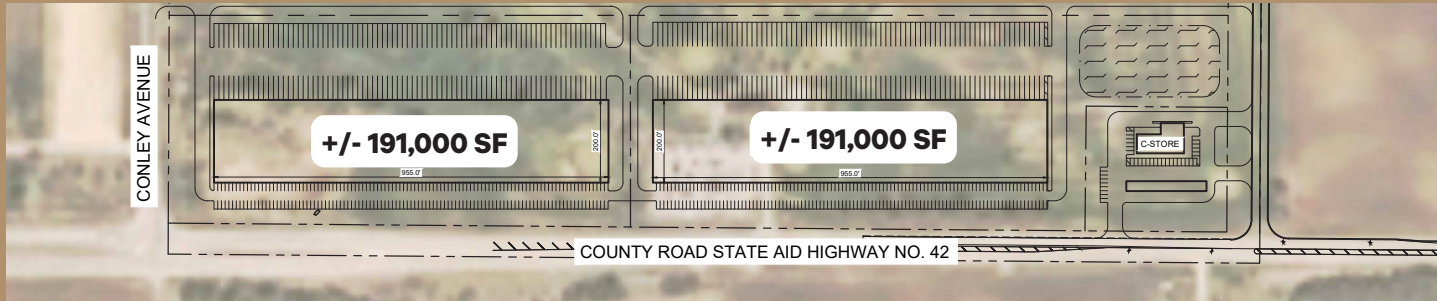 CONLEY AVENUE
+/- 191,000 SF
200.0'
955.0'
+/- 191,000 SF
200.0'
955.0'
C-STORE
COUNTY ROAD STATE AID HIGHWAY NO. 42